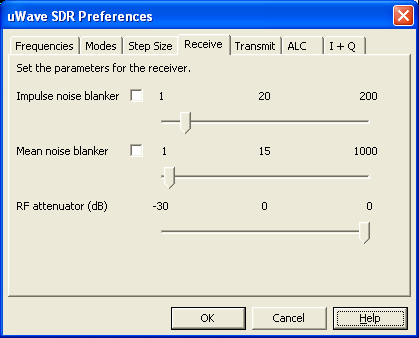 uWave SDR Preferences
Frequencies Modes Step Size Receive Transmit ALC I + Q
Set the parameters for the receiver.
Impulse noise blanker 1 20 200
Mean noise blanker 1 15 1000
RF attenuator (dB) -30 0 0
OK Cancel Help